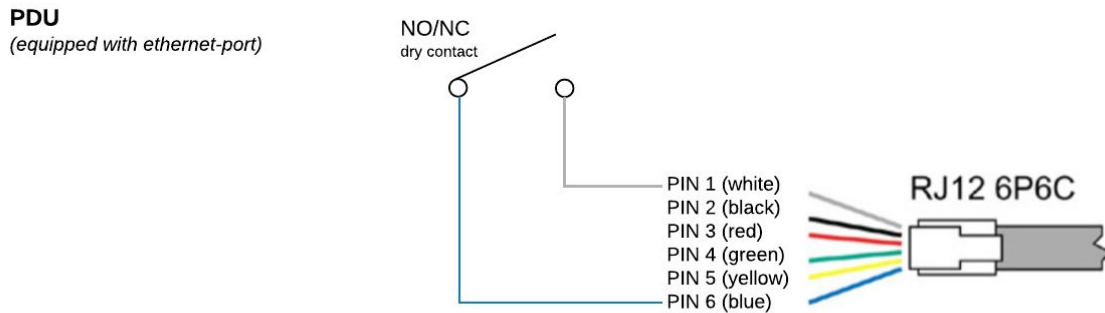 PDU
(equipped with ethernet-port)
NO/NC
dry contact
PIN 1 (white)
PIN 2 (black)
PIN 3 (red)
PIN 4 (green)
PIN 5 (yellow)
PIN 6 (blue)
RJ12 6P6C